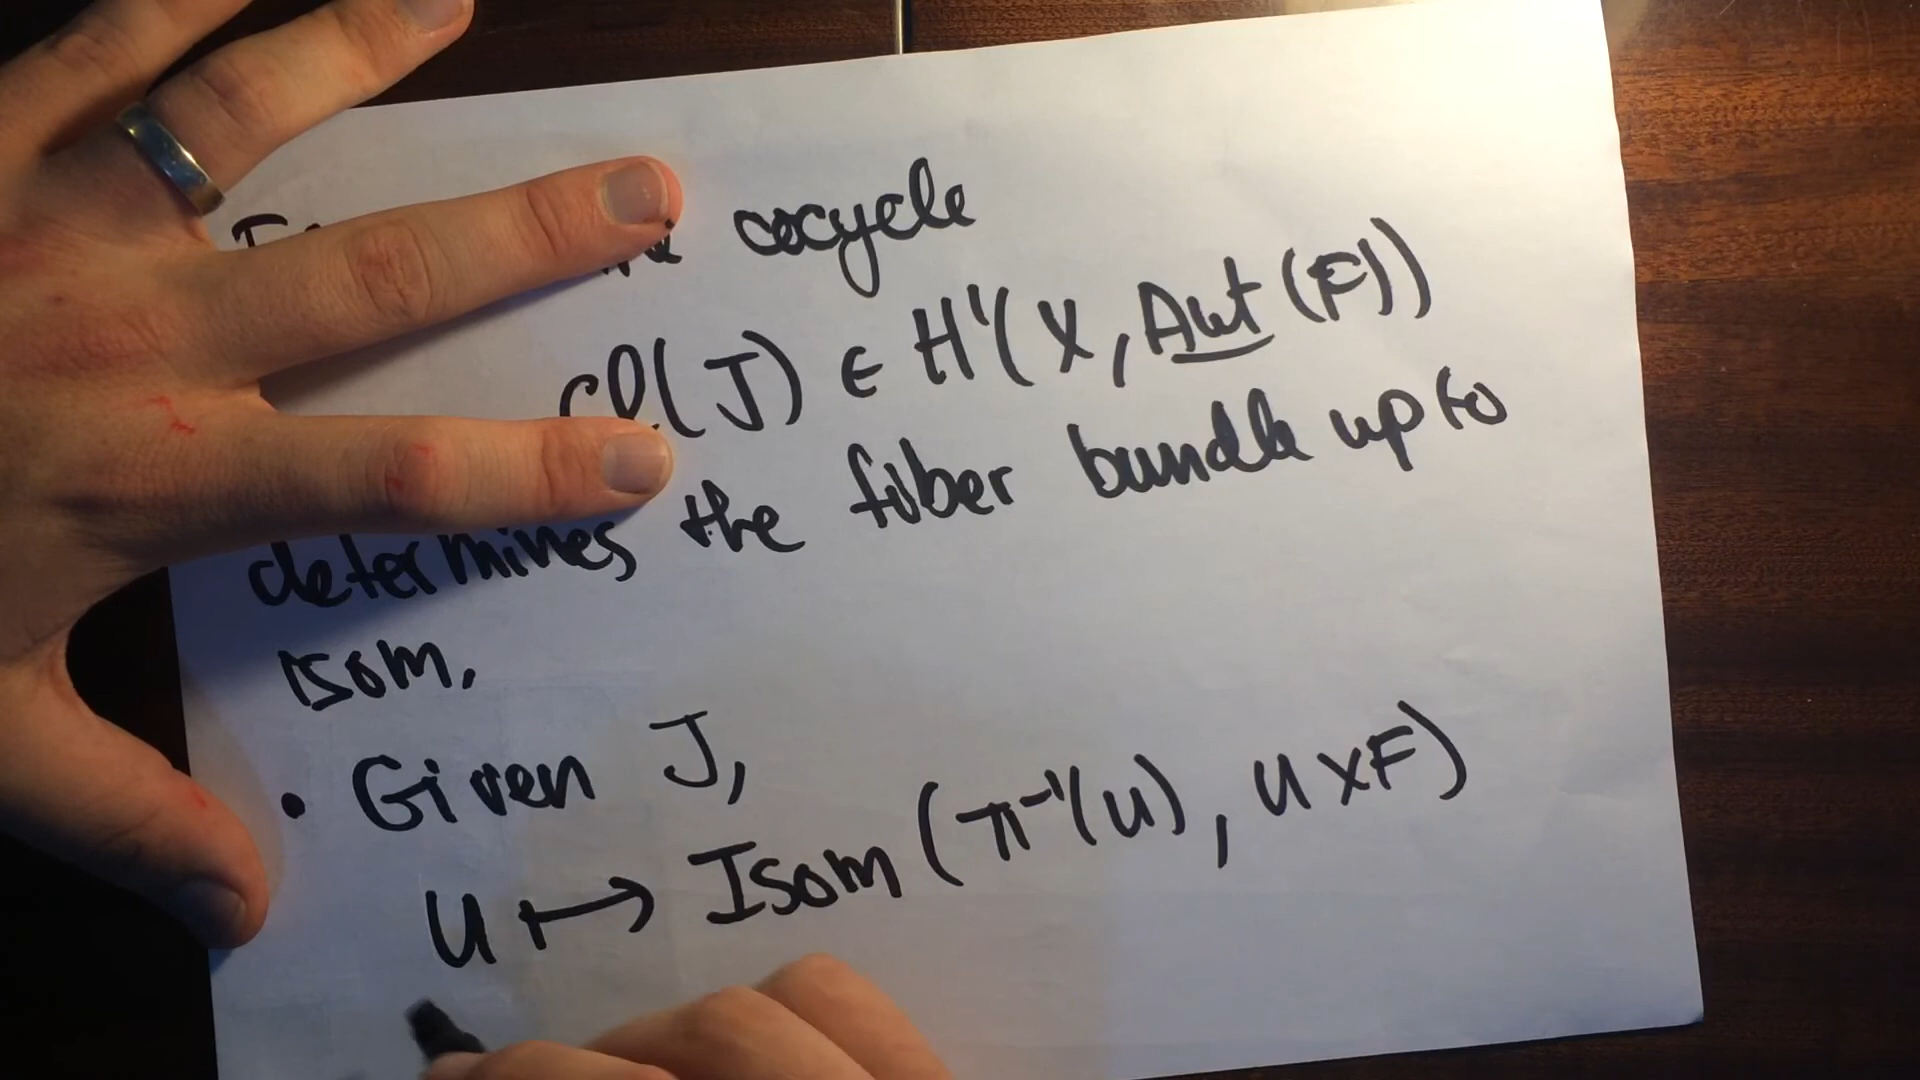 cocycle
cl(J) ∈ H¹(X, Aut(F))
determines the fiber bundle up to
isom.
• Given J,
U ↦ Isom(π⁻¹(U), U×F)